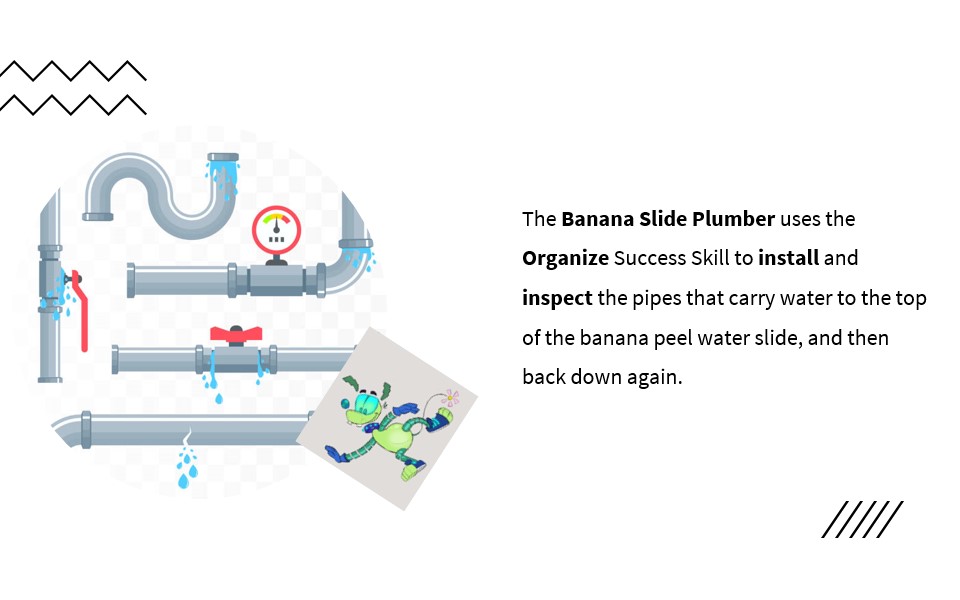 The Banana Slide Plumber uses the
Organize Success Skill to install and
inspect the pipes that carry water to the top
of the banana peel water slide, and then
back down again.